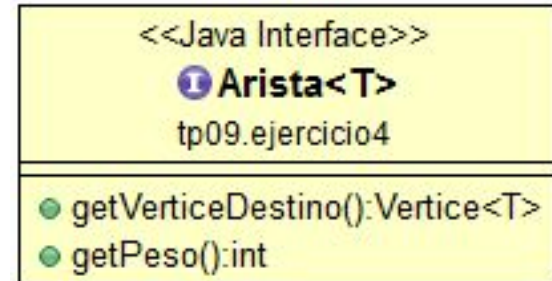 <<Java Interface>>
Arista<T>
tp09.ejercicio4
getVerticeDestino():Vertice<T>
getPeso():int